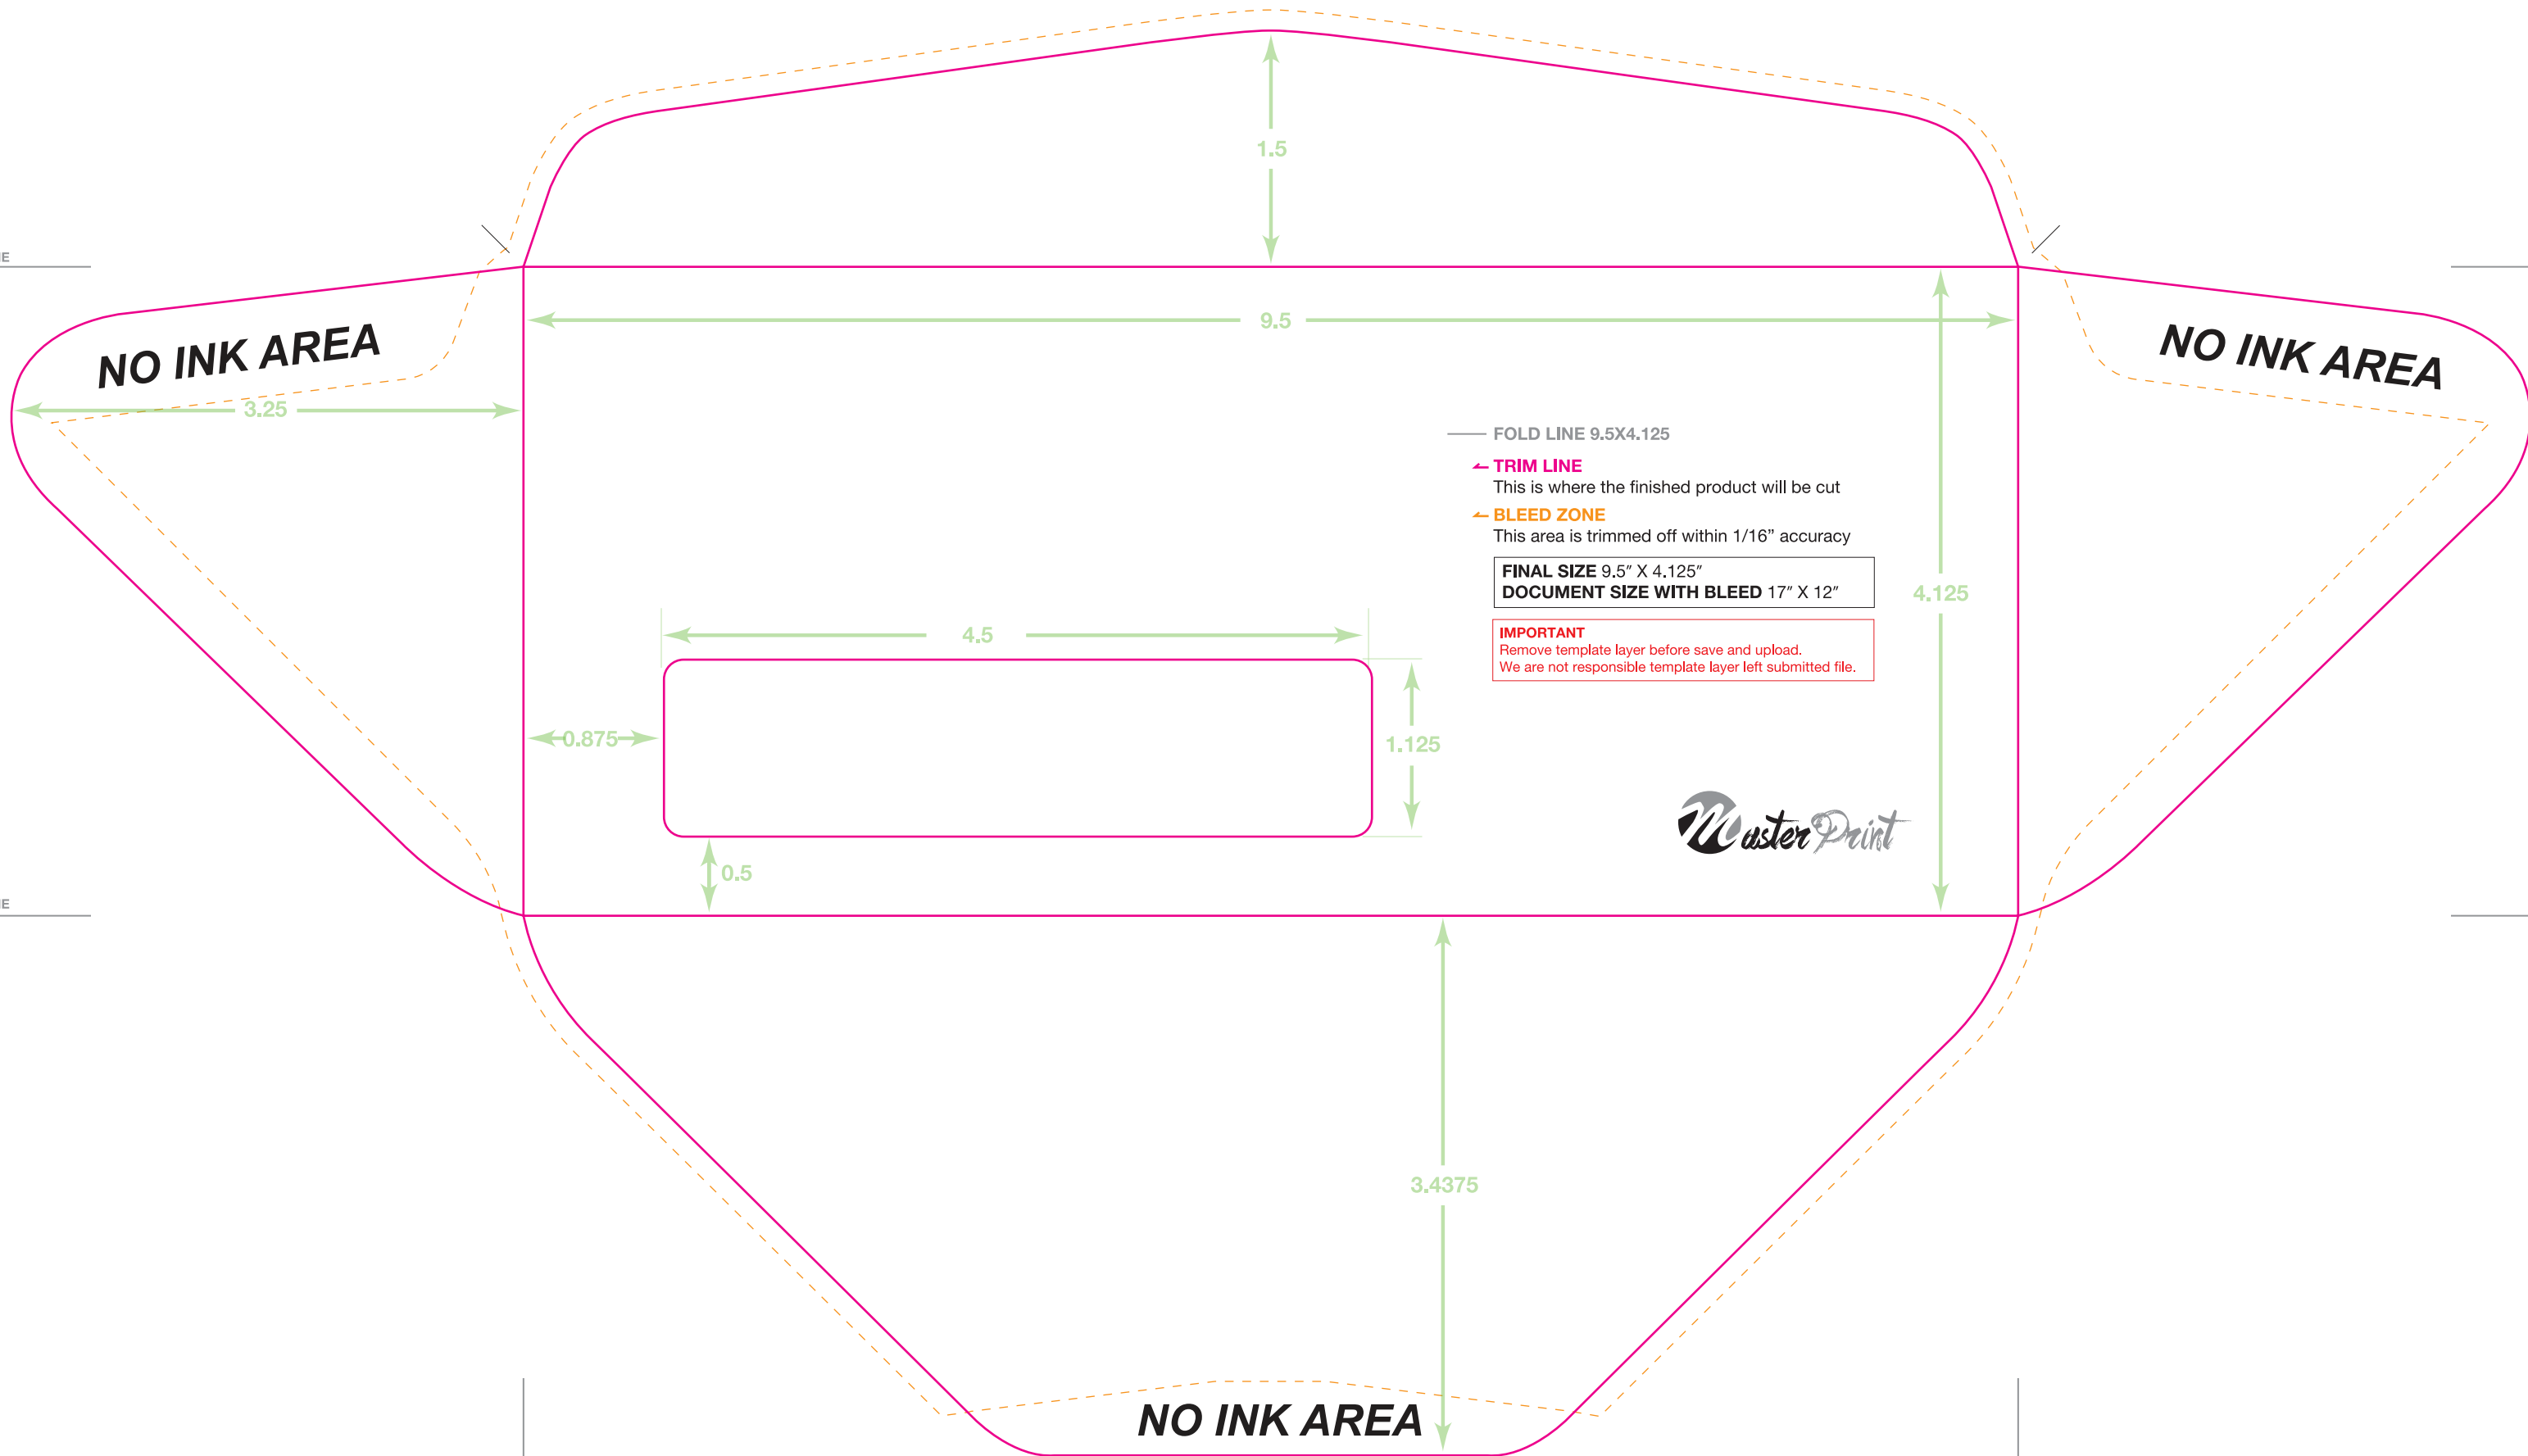 1.5
E
9.5
NO INK AREA
NO INK AREA
3.25
FOLD LINE 9.5X4.125
TRIM LINE
This is where the finished product will be cut
BLEED ZONE
This area is trimmed off within 1/16” accuracy
FINAL SIZE 9.5″ X 4.125″
DOCUMENT SIZE WITH BLEED 17″ X 12″
4.125
IMPORTANT
Remove template layer before save and upload.
We are not responsible template layer left submitted file.
4.5
0.875
1.125
Master Print
0.5
E
3.4375
NO INK AREA